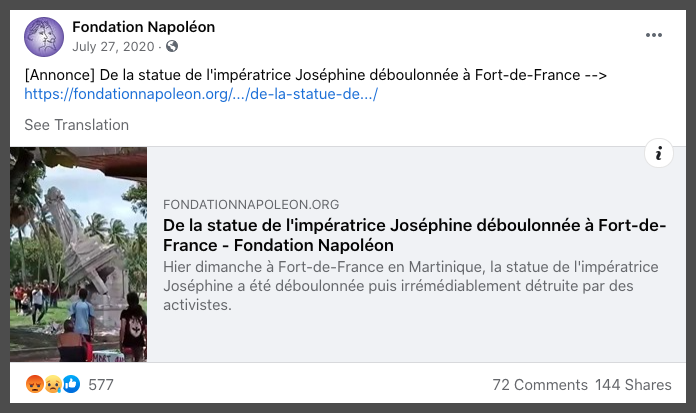 Fondation Napoléon
July 27, 2020 ·
[Annonce] De la statue de l'impératrice Joséphine déboulonnée à Fort-de-France -->
https://fondationnapoleon.org/.../de-la-statue-de.../
See Translation
i
FONDATIONNAPOLEON.ORG
De la statue de l'impératrice Joséphine déboulonnée à Fort-de-
France - Fondation Napoléon
Hier dimanche à Fort-de-France en Martinique, la statue de l'impératrice
Joséphine a été déboulonnée puis irrémédiablement détruite par des
activistes.
577
72 Comments 144 Shares